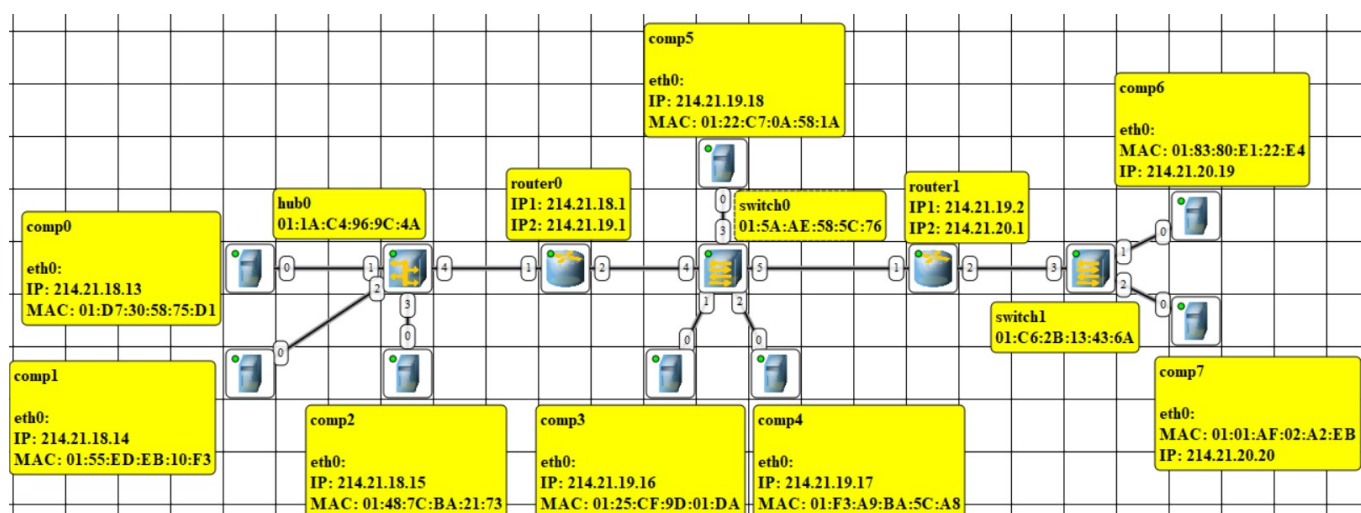 comp5
eth0:
IP: 214.21.19.18
MAC: 01:22:C7:0A:58:1A
comp6
eth0:
MAC: 01:83:80:E1:22:E4
IP: 214.21.20.19
hub0
01:1A:C4:96:9C:4A
router0
IP1: 214.21.18.1
IP2: 214.21.19.1
switch0
01:5A:AE:58:5C:76
router1
IP1: 214.21.19.2
IP2: 214.21.20.1
comp0
eth0:
IP: 214.21.18.13
MAC: 01:D7:30:58:75:D1
0
3
0 1 4 1 2 4 5 1 2 3
1 0
2 0
2
0
3
0
1
0
2
0
switch1
01:C6:2B:13:43:6A
comp1
eth0:
IP: 214.21.18.14
MAC: 01:55:ED:EB:10:F3
comp2
eth0:
IP: 214.21.18.15
MAC: 01:48:7C:BA:21:73
comp3
eth0:
IP: 214.21.19.16
MAC: 01:25:CF:9D:01:DA
comp4
eth0:
IP: 214.21.19.17
MAC: 01:F3:A9:BA:5C:A8
comp7
eth0:
MAC: 01:01:AF:02:A2:EB
IP: 214.21.20.20